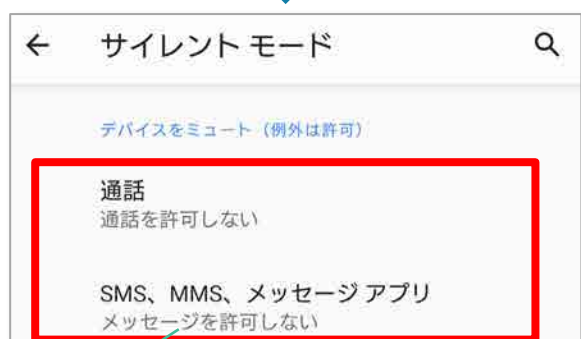 サイレント モード
デバイスをミュート（例外は許可）
通話
通話を許可しない
SMS、MMS、メッセージ アプリ
メッセージを許可しない